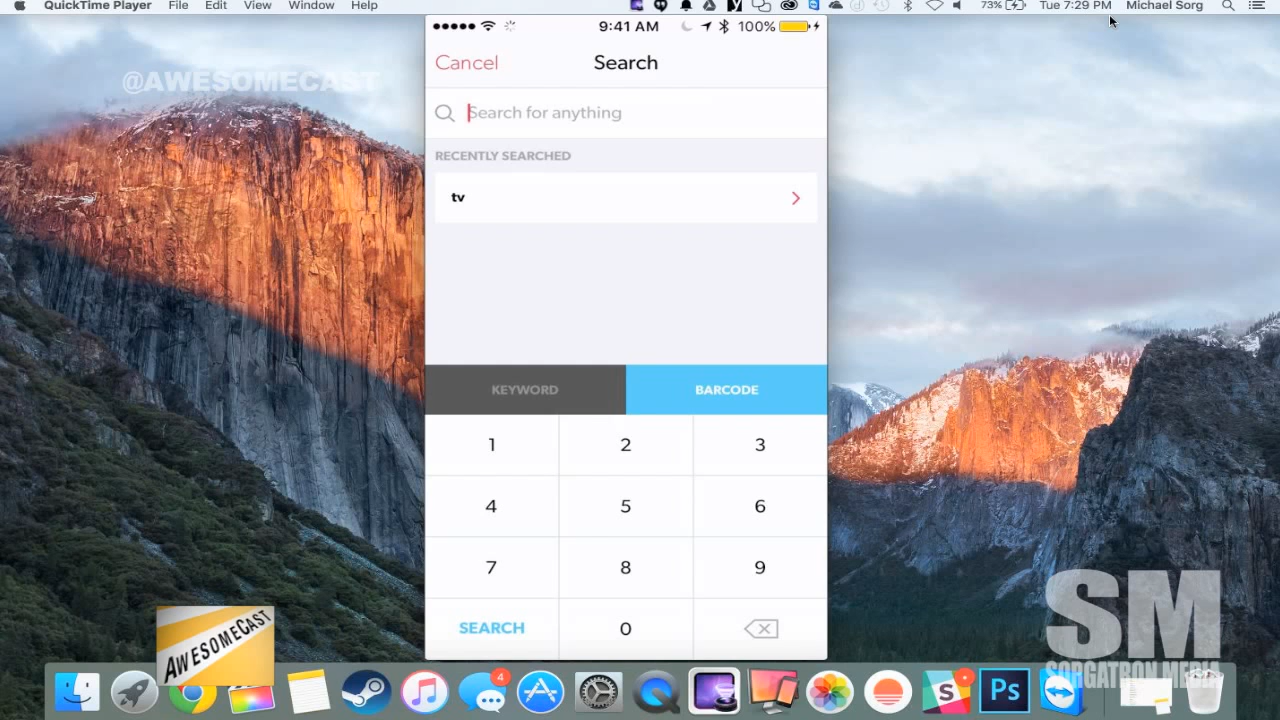 QuickTime Player File Edit View Window Help 73% Tue 7:29 PM Michael Sorg
9:41 AM 100%
@AWESOMECAST
Cancel Search
Search for anything
RECENTLY SEARCHED
tv
KEYWORD BARCODE
1 2 3
4 5 6
7 8 9
SEARCH 0
AWESOMECAST
SM
SORGATRON MEDIA
4
S
Ps